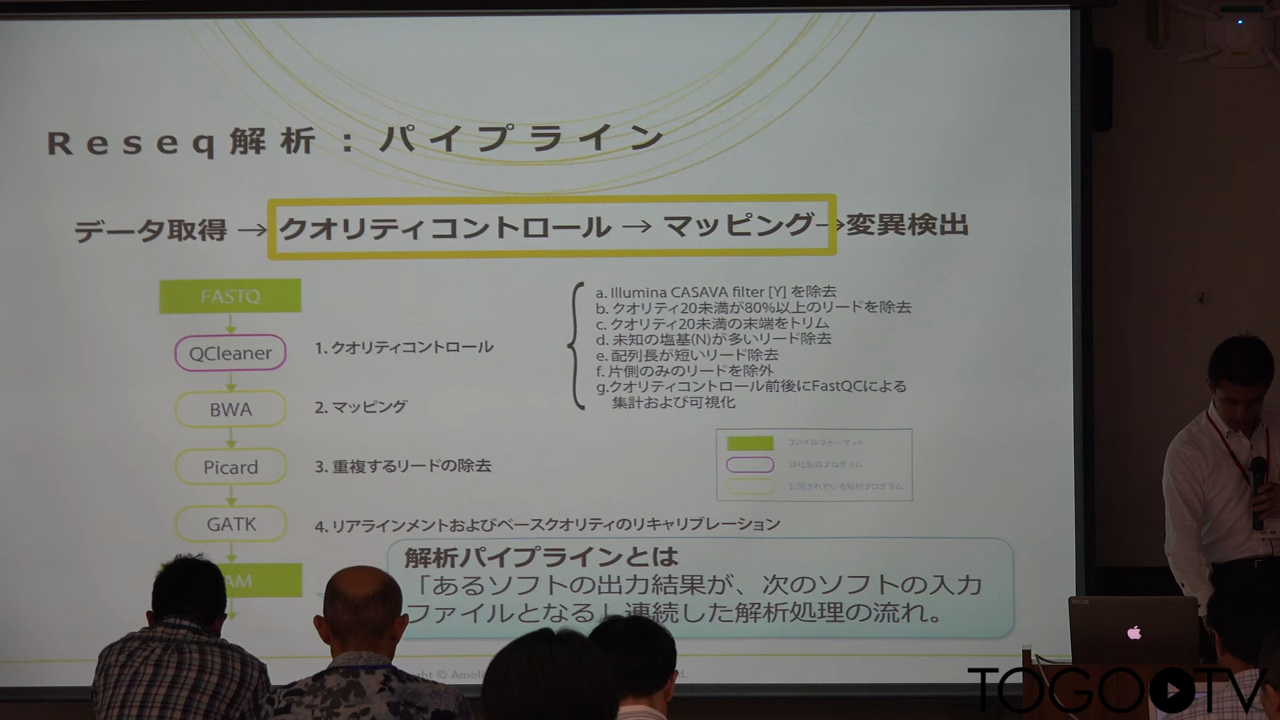 Reseq解析：パイプライン
データ取得 → クオリティコントロール → マッピング → 変異検出
FASTQ
QCleaner
1. クオリティコントロール
BWA
2. マッピング
Picard
3. 重複するリードの除去
GATK
4. リアラインメントおよびベースクオリティのリキャリブレーション
AM
a. Illumina CASAVA filter [Y] を除去
b. クオリティ20未満が80%以上のリードを除去
c. クオリティ20未満の末端をトリム
d. 未知の塩基(N)が多いリード除去
e. 配列長が短いリード除去
f. 片側のみのリードを除外
g.クオリティコントロール前後にFastQCによる
集計および可視化
ファイルフォーマット
解析パイプラインとは
「あるソフトの出力結果が、次のソフトの入力
ファイルとなる」連続した解析処理の流れ。
TOGO TV